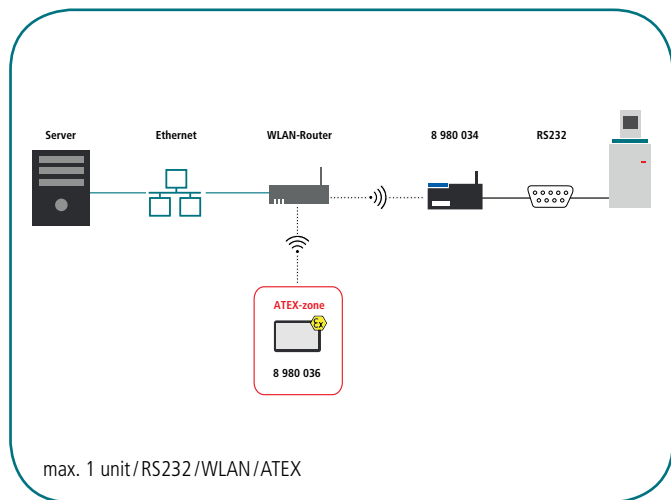 Server
Ethernet
WLAN-Router
8 980 034
RS232
ATEX-zone
Ex
8 980 036
max. 1 unit/RS232/WLAN/ATEX